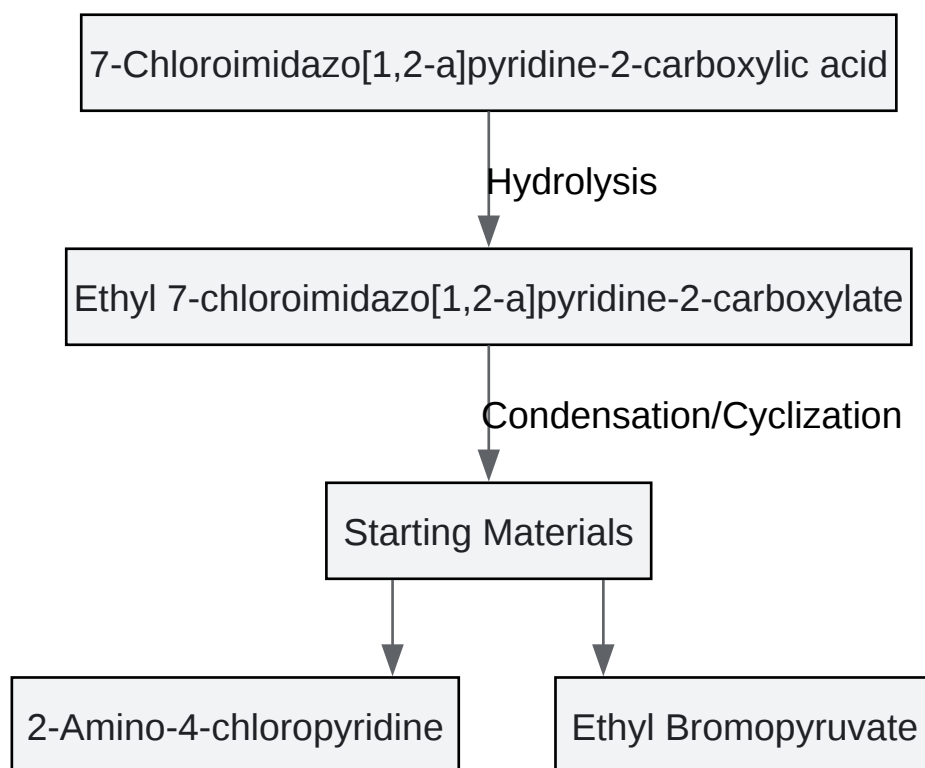 7-Chloroimidazo[1,2-a]pyridine-2-carboxylic acid
Hydrolysis
Ethyl 7-chloroimidazo[1,2-a]pyridine-2-carboxylate
Condensation/Cyclization
Starting Materials
2-Amino-4-chloropyridine
Ethyl Bromopyruvate